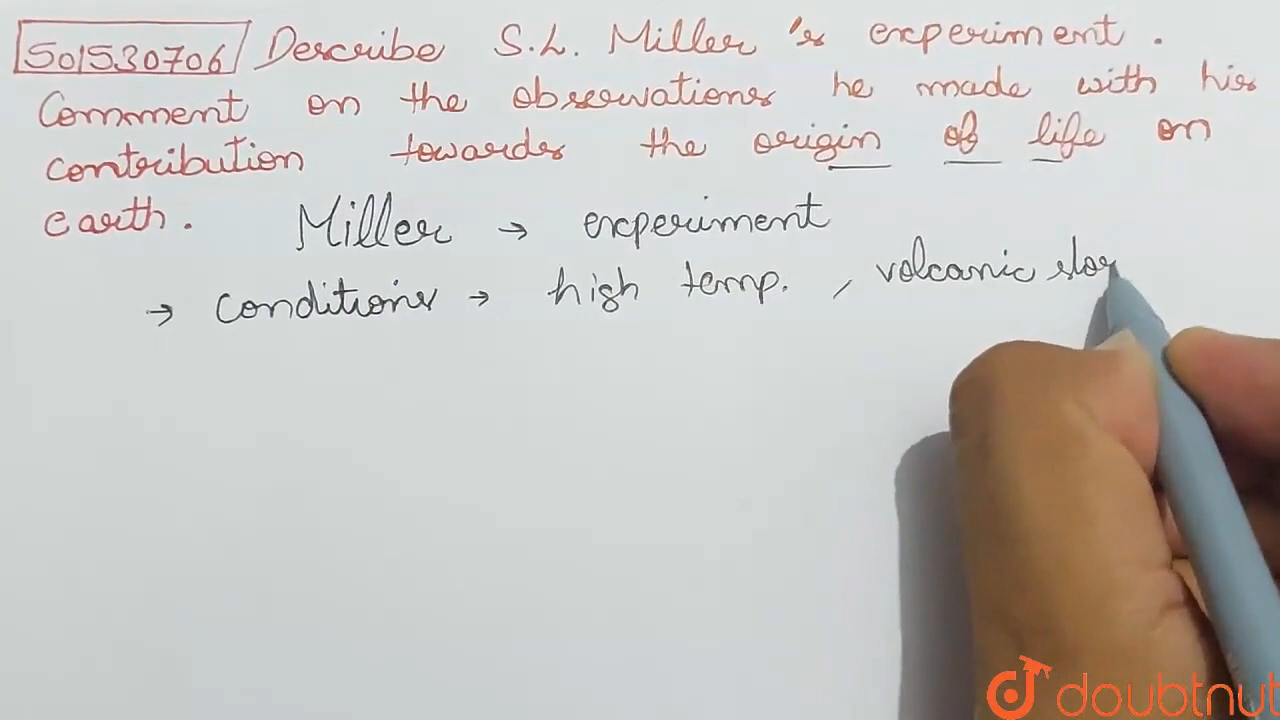 501530706 Describe S.L. Miller's experiment.
Comment on the observations he made with his
contribution towards the origin of life on
earth.
Miller → experiment
→ conditions → high temp., volcanic
doubtnut